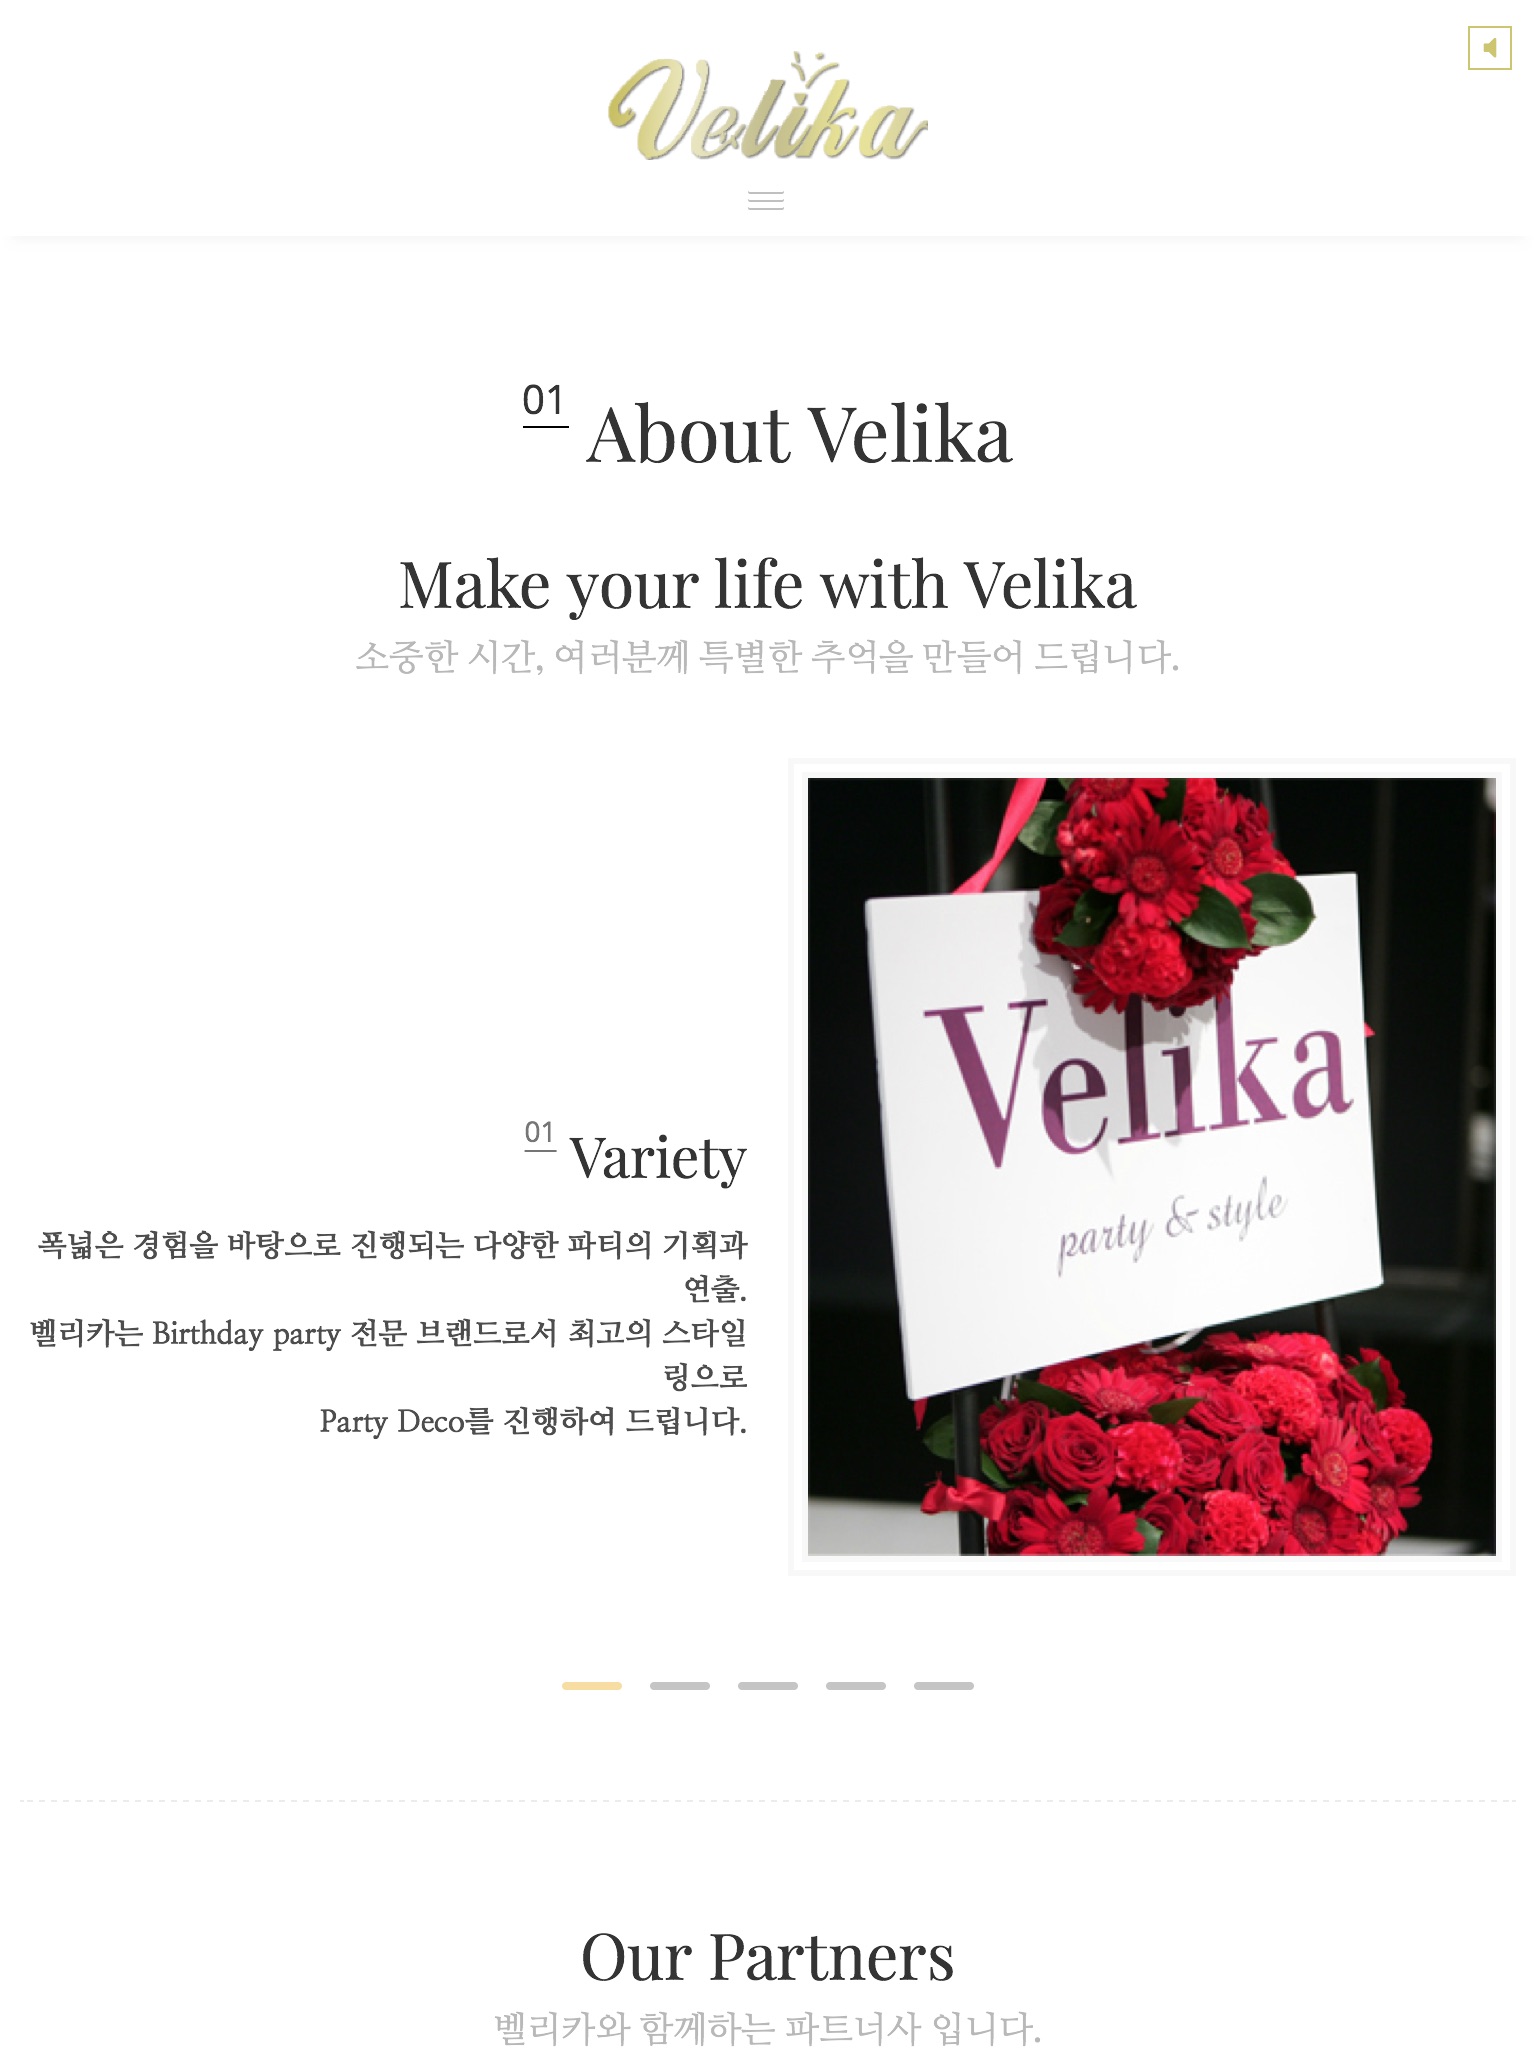 Velika
01
About Velika
Make your life with Velika
소중한 시간, 여러분께 특별한 추억을 만들어 드립니다.
01
Variety
폭넓은 경험을 바탕으로 진행되는 다양한 파티의 기획과
연출.
벨리카는 Birthday party 전문 브랜드로서 최고의 스타일
링으로
Party Deco를 진행하여 드립니다.
Velika
party & style
Our Partners
벨리카와 함께하는 파트너사 입니다.